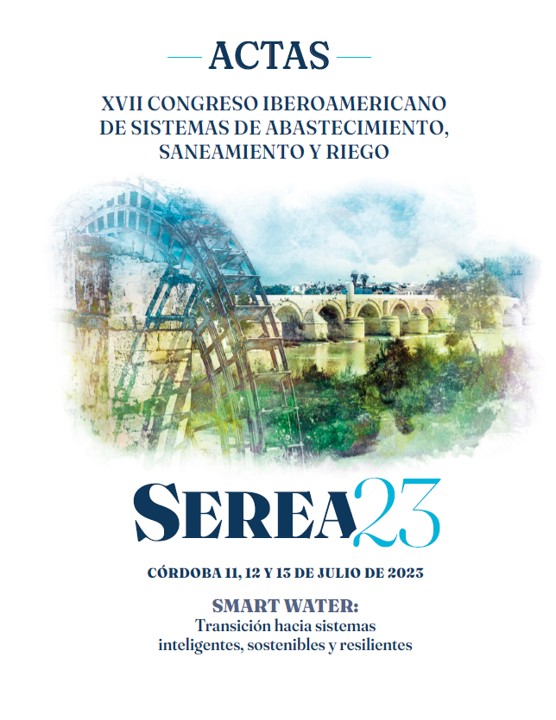 ACTAS
XVII CONGRESO IBEROAMERICANO
DE SISTEMAS DE ABASTECIMIENTO,
SANEAMIENTO Y RIEGO
SEREA23
CÓRDOBA 11, 12 Y 13 DE JULIO DE 2023
SMART WATER:
Transición hacia sistemas
inteligentes, sostenibles y resilientes